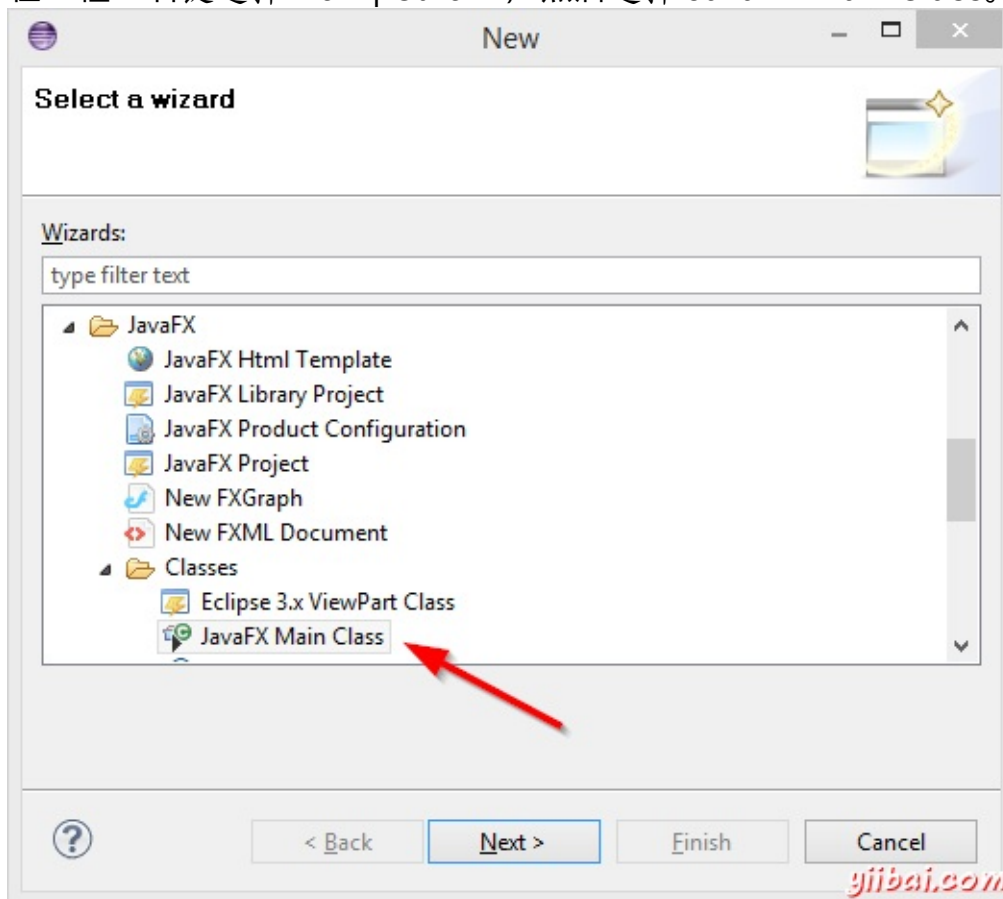 New
Select a wizard
Wizards:
type filter text
JavaFX
JavaFX Html Template
JavaFX Library Project
JavaFX Product Configuration
JavaFX Project
New FXGraph
New FXML Document
Classes
Eclipse 3.x ViewPart Class
JavaFX Main Class
? < Back Next > Finish Cancel
yiibai.com